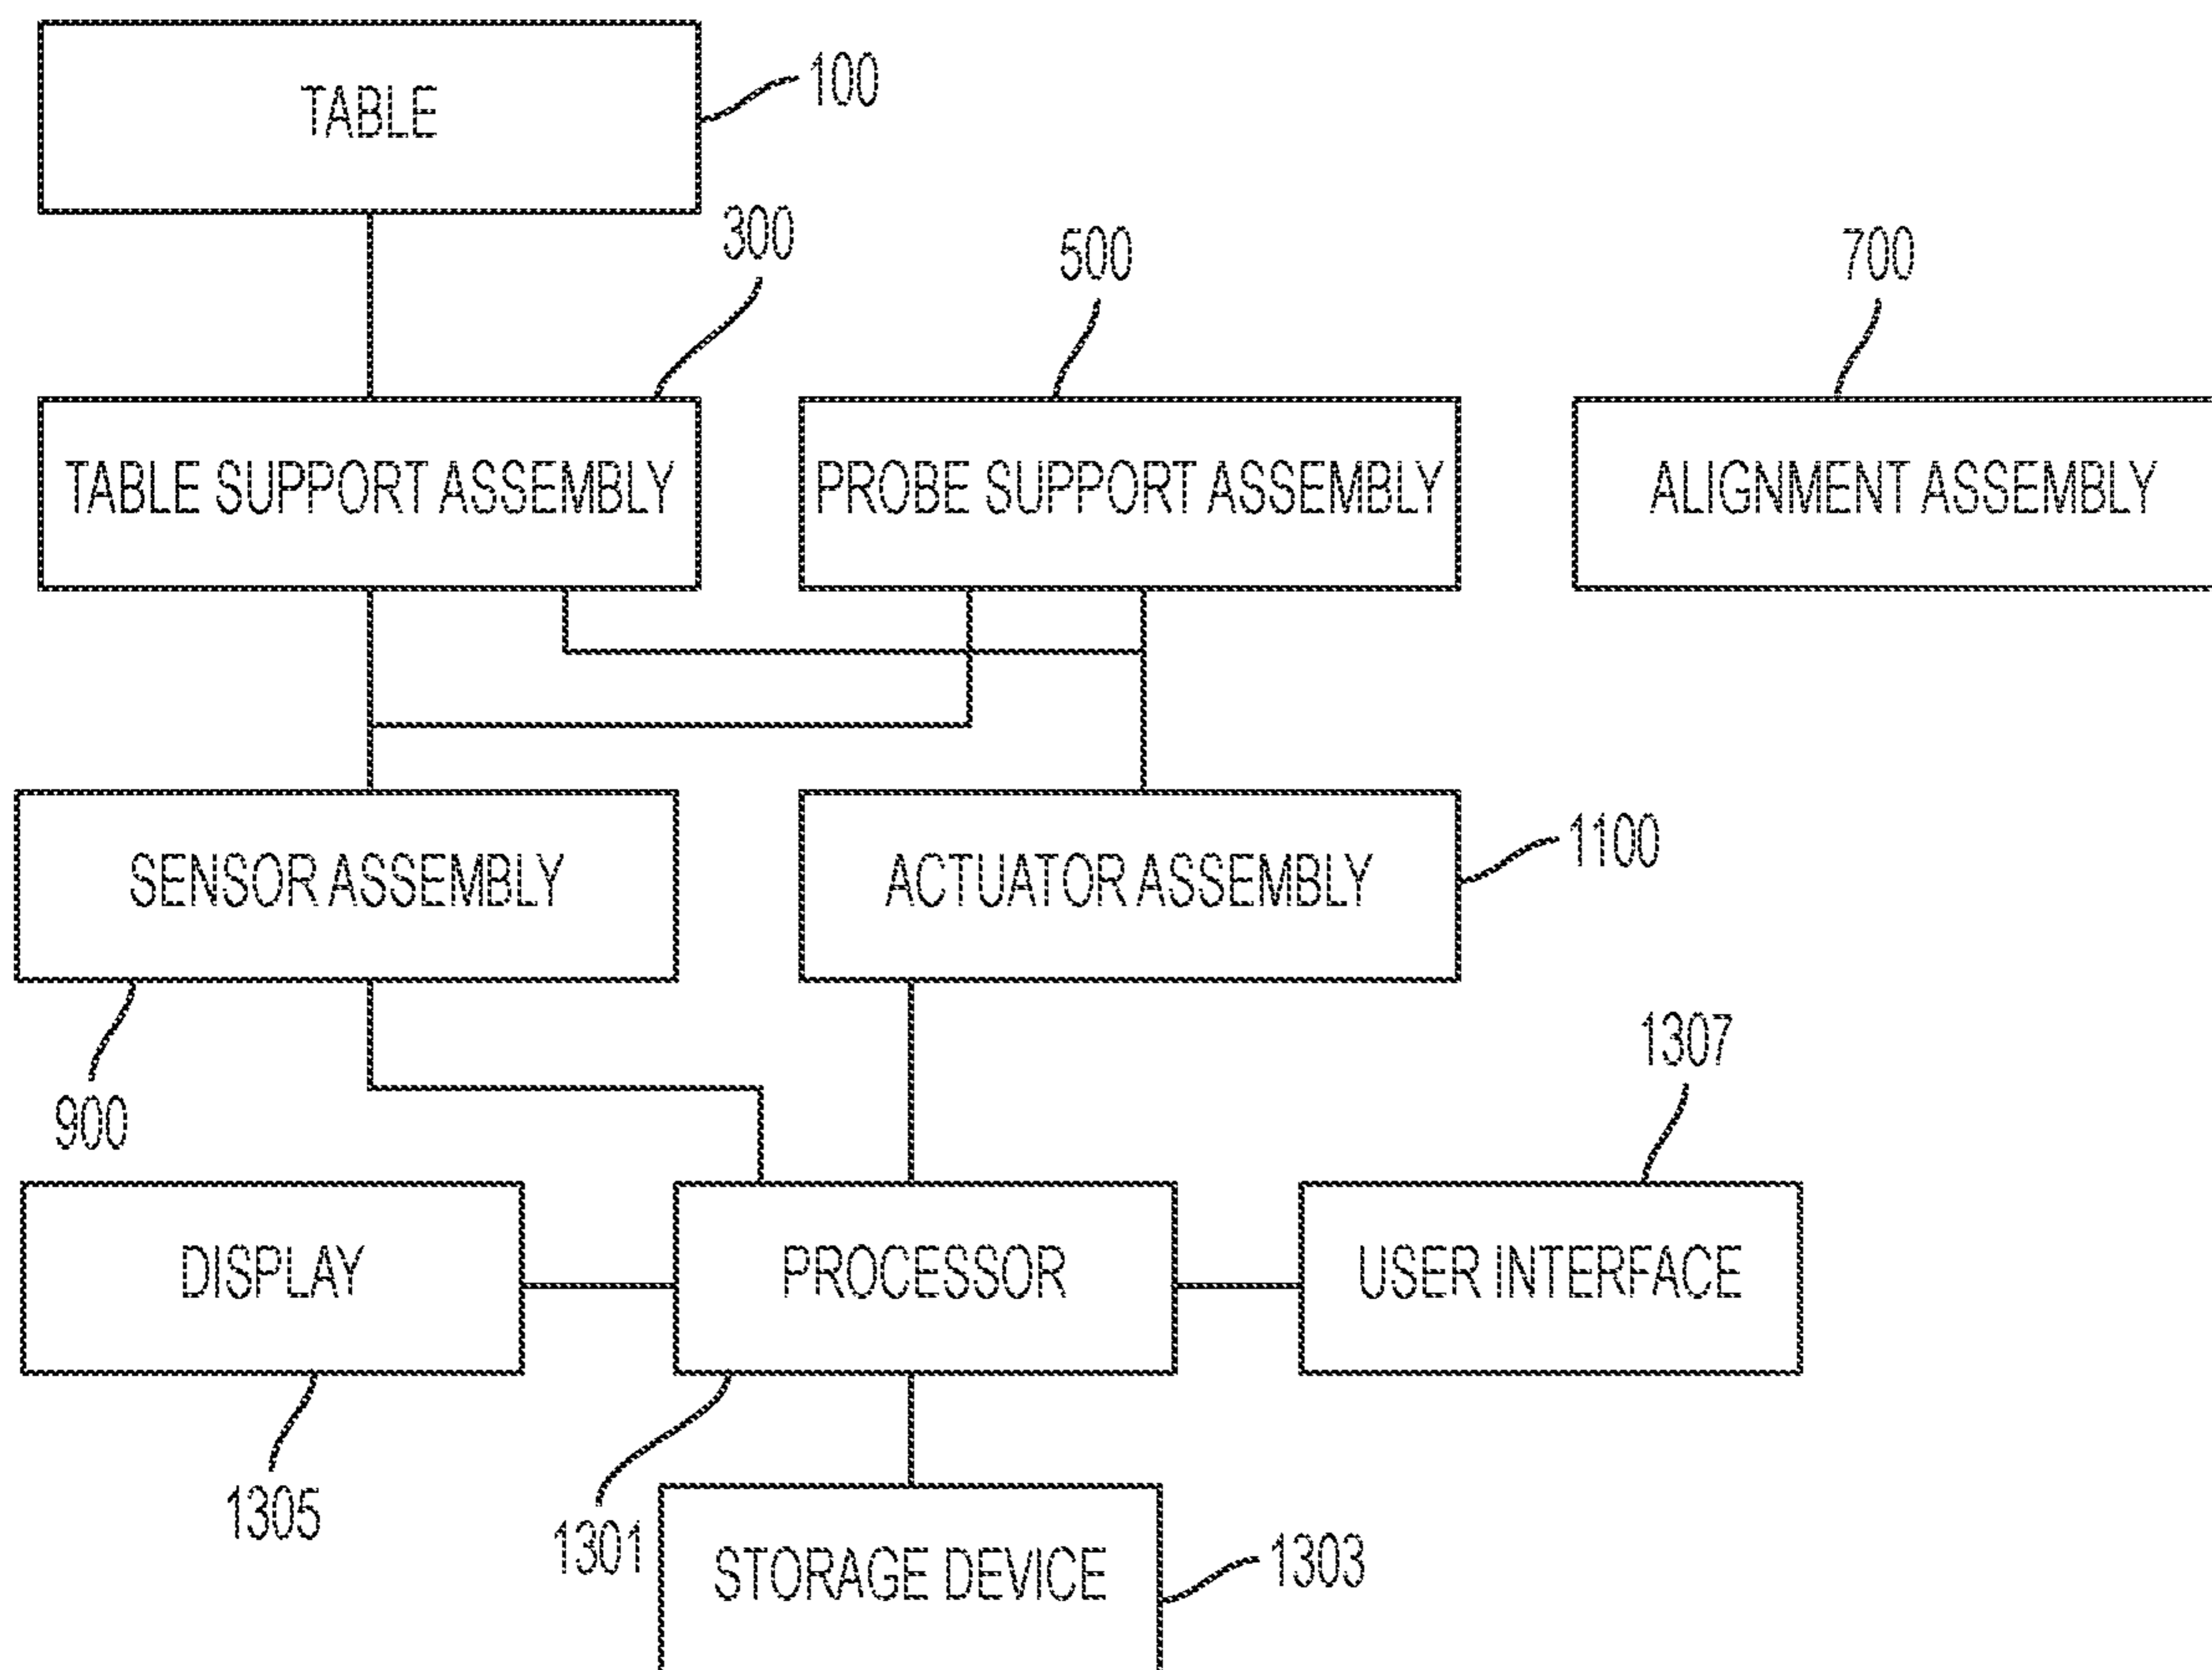 TABLE
100
300
500
700
TABLE SUPPORT ASSEMBLY
PROBE SUPPORT ASSEMBLY
ALIGNMENT ASSEMBLY
SENSOR ASSEMBLY
ACTUATOR ASSEMBLY
1100
900
1307
DISPLAY
PROCESSOR
USER INTERFACE
1305
1301
STORAGE DEVICE
1303